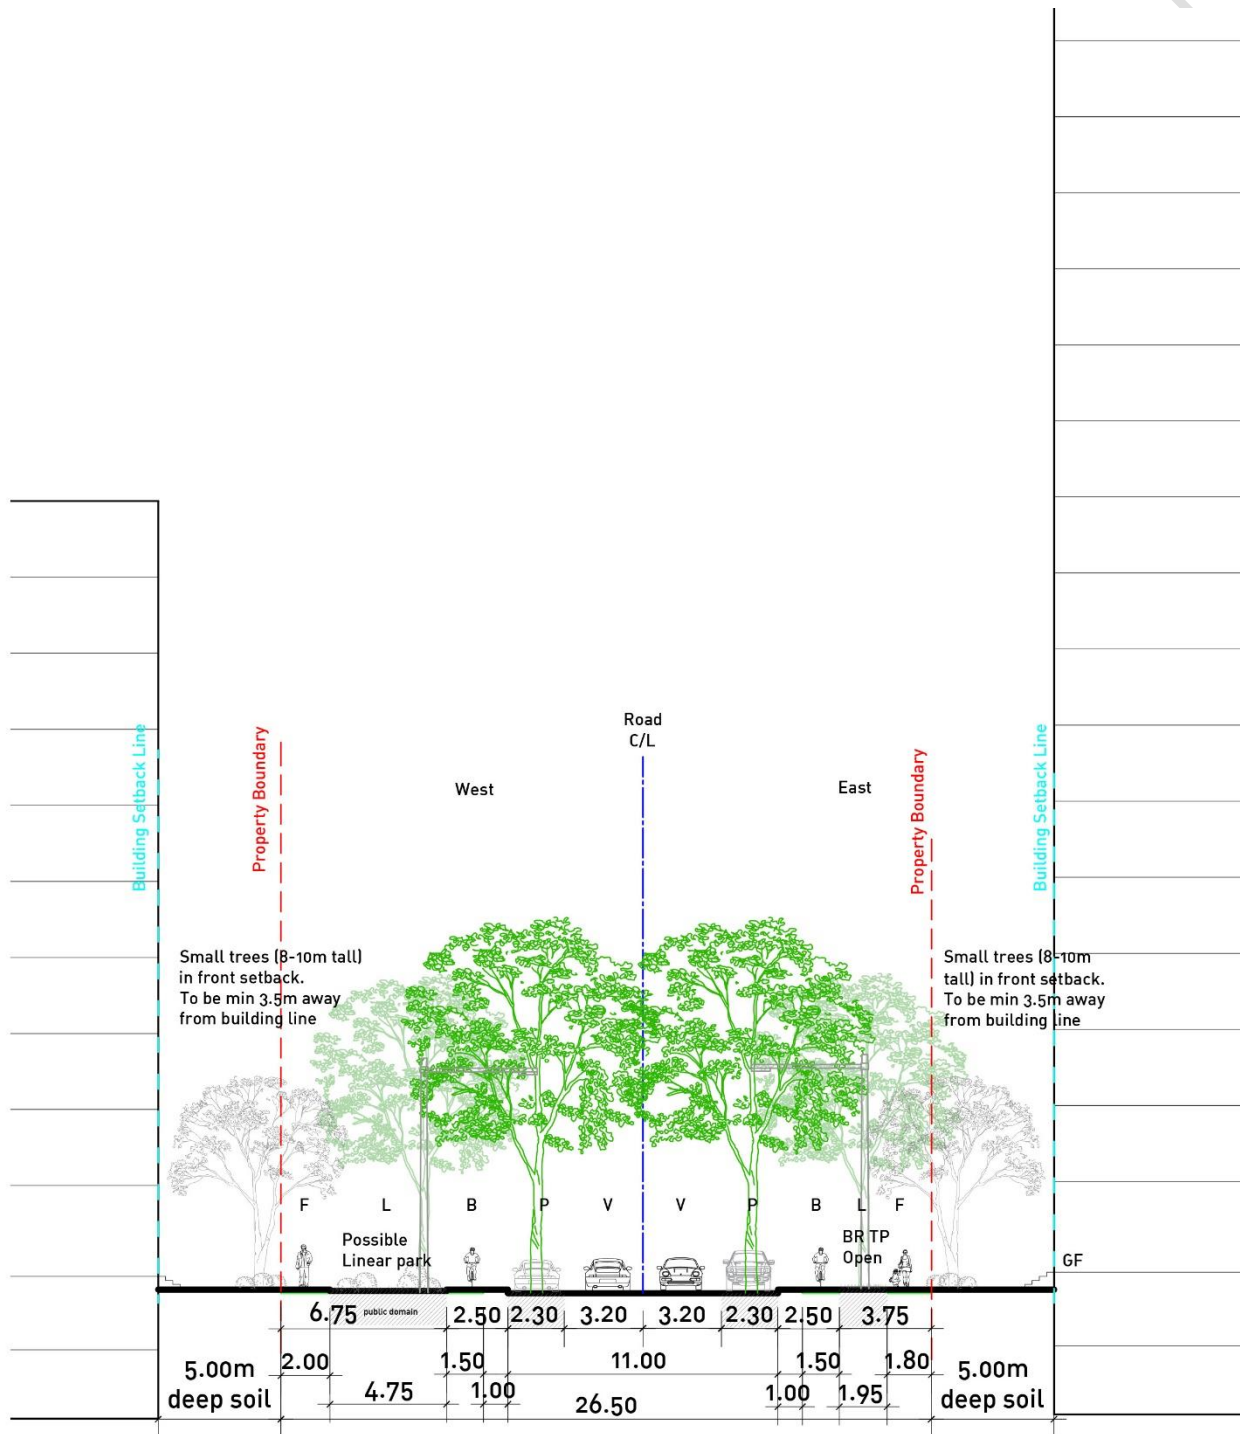 Road
C/L
West
East
Building Setback Line
Property Boundary
Property Boundary
Building Setback Line
Small trees (8-10m tall)
in front setback.
To be min 3.5m away
from building line
Small trees (8-10m
tall) in front setback.
To be min 3.5m away
from building line
F L B P V V P B L F
Possible
Linear park
BR TP
Open
GF
6.75 public domain 2.50 2.30 3.20 3.20 2.30 2.50 3.75
2.00 1.50 11.00 1.50 1.80
5.00m
deep soil
5.00m
deep soil
4.75 1.00 26.50 1.00 1.95